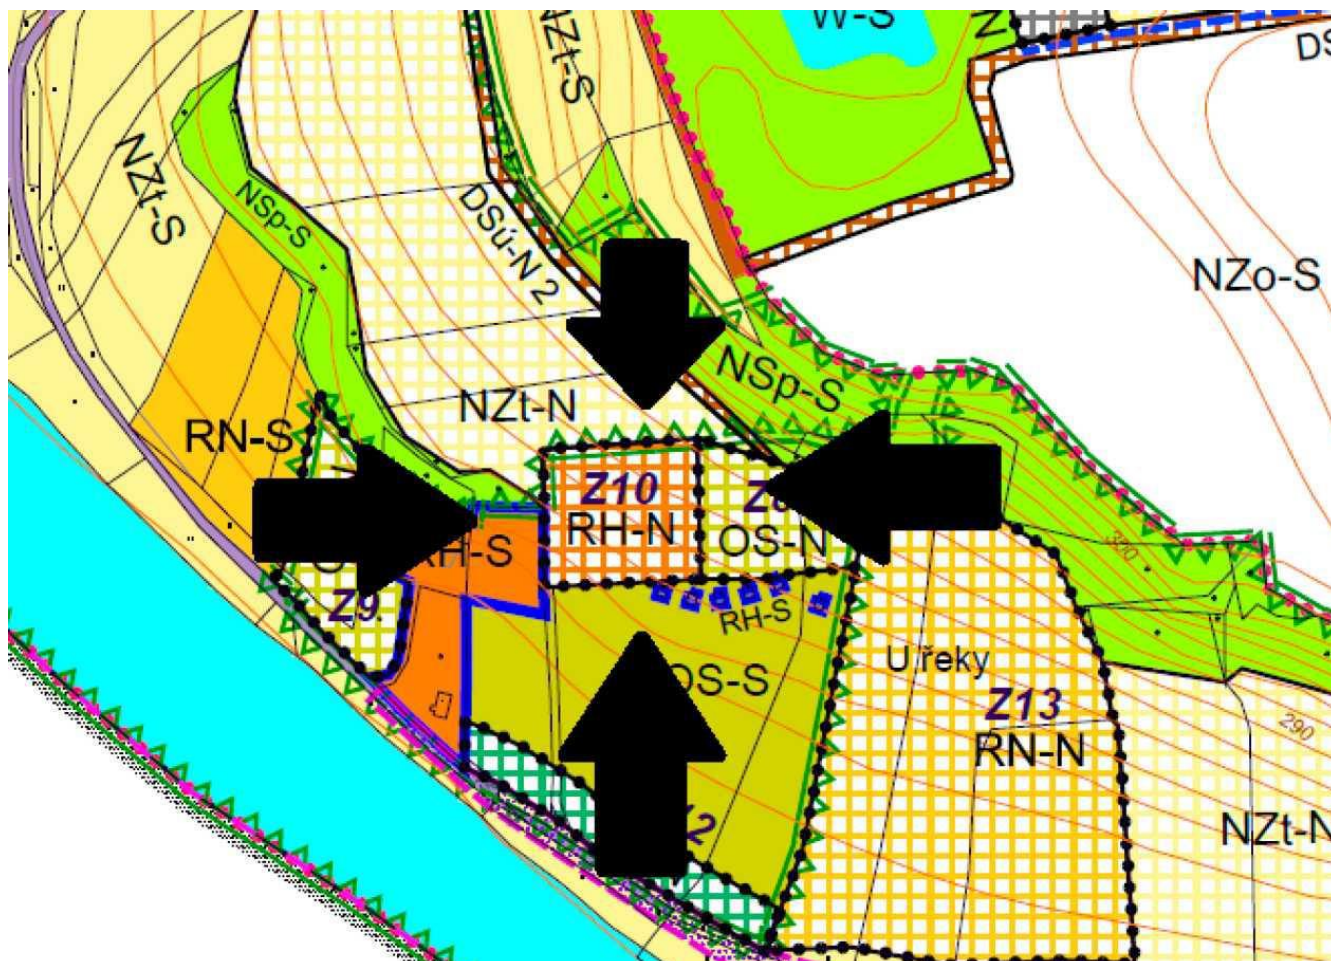 W-S
NZt-S
NZt-S
NSp-S
DSú-N 2
NZo-S
NSp-S
NZt-N
RN-S
Z10
RH-N
OS-N
RH-S
Z9
RH-S
U řeky
OS-S
Z13
RN-N
300
290
NZt-N